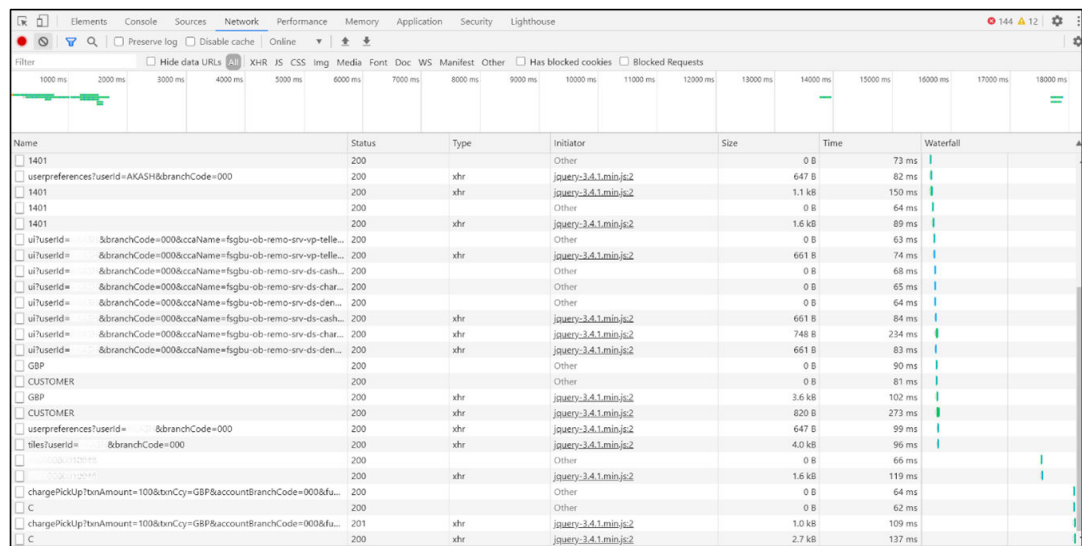 Elements Console Sources Network Performance Memory Application Security Lighthouse 144 12
Preserve log Disable cache Online
Filter Hide data URLs All XHR JS CSS Img Media Font Doc WS Manifest Other Has blocked cookies Blocked Requests
1000 ms 2000 ms 3000 ms 4000 ms 5000 ms 6000 ms 7000 ms 8000 ms 9000 ms 10000 ms 11000 ms 12000 ms 13000 ms 14000 ms 15000 ms 16000 ms 17000 ms 18000 ms
Name Status Type Initiator Size Time Waterfall
1401 200 Other 0 B 73 ms
userpreferences?userId=AKASH&branchCode=000 200 xhr jquery-3.4.1.min.js:2 647 B 82 ms
1401 200 xhr jquery-3.4.1.min.js:2 1.1 kB 150 ms
1401 200 Other 0 B 64 ms
1401 200 xhr jquery-3.4.1.min.js:2 1.6 kB 89 ms
ui?userId= &branchCode=000&ccaName=fsgbu-ob-remo-srv-vp-telle... 200 Other 0 B 63 ms
ui?userId= &branchCode=000&ccaName=fsgbu-ob-remo-srv-vp-telle... 200 xhr jquery-3.4.1.min.js:2 661 B 74 ms
ui?userId= &branchCode=000&ccaName=fsgbu-ob-remo-srv-ds-cash... 200 Other 0 B 68 ms
ui?userId= &branchCode=000&ccaName=fsgbu-ob-remo-srv-ds-char... 200 Other 0 B 65 ms
ui?userId= &branchCode=000&ccaName=fsgbu-ob-remo-srv-ds-den... 200 Other 0 B 64 ms
ui?userId= &branchCode=000&ccaName=fsgbu-ob-remo-srv-ds-cash... 200 xhr jquery-3.4.1.min.js:2 661 B 84 ms
ui?userId= &branchCode=000&ccaName=fsgbu-ob-remo-srv-ds-char... 200 xhr jquery-3.4.1.min.js:2 748 B 234 ms
ui?userId= &branchCode=000&ccaName=fsgbu-ob-remo-srv-ds-den... 200 xhr jquery-3.4.1.min.js:2 661 B 83 ms
GBP 200 Other 0 B 90 ms
CUSTOMER 200 Other 0 B 81 ms
GBP 200 xhr jquery-3.4.1.min.js:2 3.6 kB 102 ms
CUSTOMER 200 xhr jquery-3.4.1.min.js:2 820 B 273 ms
userpreferences?userId= &branchCode=000 200 xhr jquery-3.4.1.min.js:2 647 B 99 ms
tiles?userId= &branchCode=000 200 xhr jquery-3.4.1.min.js:2 4.0 kB 96 ms
200 Other 0 B 66 ms
200 xhr jquery-3.4.1.min.js:2 1.6 kB 119 ms
chargePickUp?txnAmount=100&txnCcy=GBP&accountBranchCode=000&fu... 200 Other 0 B 64 ms
C 200 Other 0 B 62 ms
chargePickUp?txnAmount=100&txnCcy=GBP&accountBranchCode=000&fu... 201 xhr jquery-3.4.1.min.js:2 1.0 kB 109 ms
C 200 xhr jquery-3.4.1.min.js:2 2.7 kB 137 ms